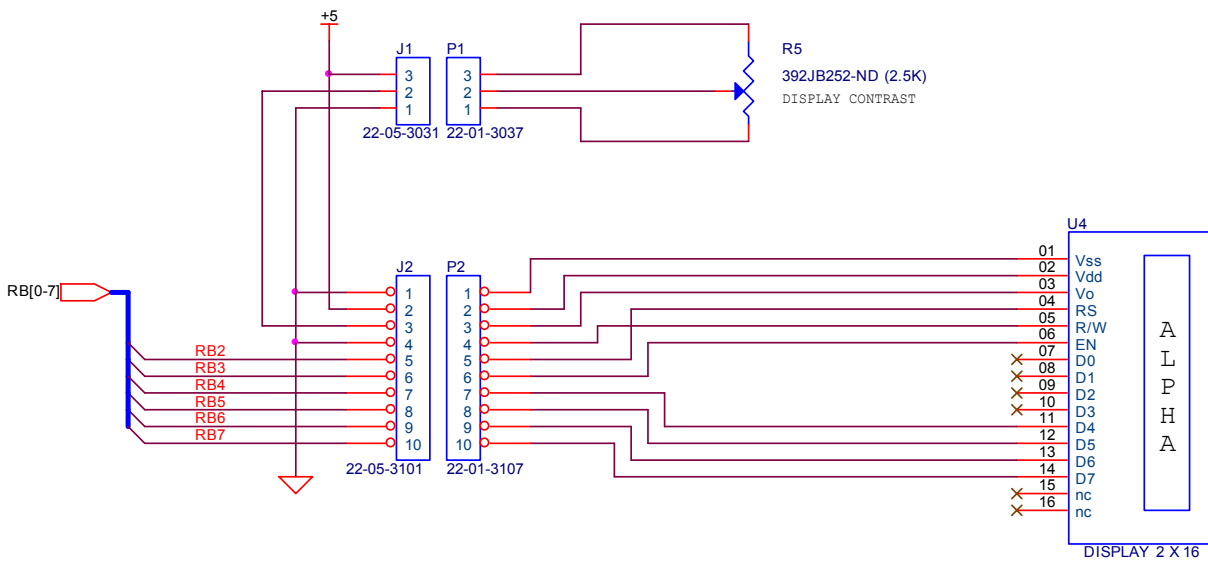 +5
J1 P1
3 3
2 2
1 1
22-05-3031 22-01-3037
R5
392JB252-ND (2.5K)
DISPLAY CONTRAST
RB[0-7]
RB2
RB3
RB4
RB5
RB6
RB7
J2 P2
1 1
2 2
3 3
4 4
5 5
6 6
7 7
8 8
9 9
10 10
22-05-3101 22-01-3107
U4
01 Vss
02 Vdd
03 Vo
04 RS
05 R/W
06 EN
07 D0
08 D1
09 D2
10 D3
11 D4
12 D5
13 D6
14 D7
15 nc
16 nc
A
L
P
H
A
DISPLAY 2 X 16